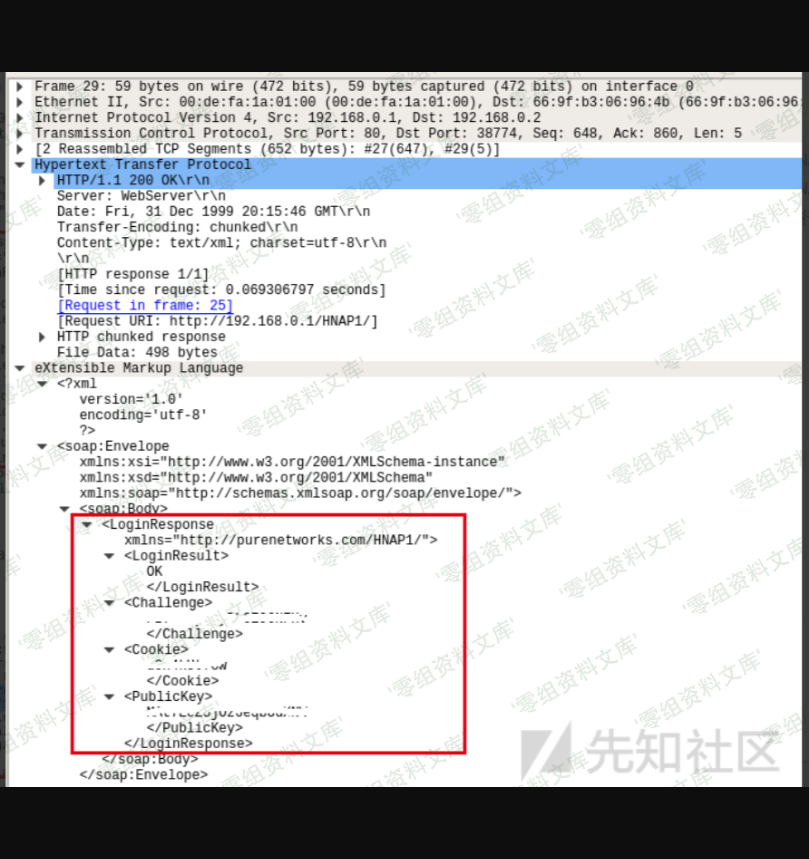 Frame 29: 59 bytes on wire (472 bits), 59 bytes captured (472 bits) on interface 0
Ethernet II, Src: 00:de:fa:1a:01:00 (00:de:fa:1a:01:00), Dst: 66:9f:b3:06:96:4b (66:9f:b3:06:96:
Internet Protocol Version 4, Src: 192.168.0.1, Dst: 192.168.0.2
Transmission Control Protocol, Src Port: 80, Dst Port: 38774, Seq: 648, Ack: 860, Len: 5
[2 Reassembled TCP Segments (652 bytes): #27(647), #29(5)]
Hypertext Transfer Protocol
HTTP/1.1 200 OK\r\n
Server: WebServer\r\n
Date: Fri, 31 Dec 1999 20:15:46 GMT\r\n
Transfer-Encoding: chunked\r\n
Content-Type: text/xml; charset=utf-8\r\n
\r\n
[HTTP response 1/1]
[Time since request: 0.069306797 seconds]
[Request in frame: 25]
[Request URI: http://192.168.0.1/HNAP1/]
HTTP chunked response
File Data: 498 bytes
eXtensible Markup Language
<?xml
version='1.0'
encoding='utf-8'
?>
<soap:Envelope
xmlns:xsi="http://www.w3.org/2001/XMLSchema-instance"
xmlns:xsd="http://www.w3.org/2001/XMLSchema"
xmlns:soap="http://schemas.xmlsoap.org/soap/envelope/">
<soap:Body>
<LoginResponse
xmlns="http://purenetworks.com/HNAP1/">
<LoginResult>
OK
</LoginResult>
<Challenge>
</Challenge>
<Cookie>
</Cookie>
<PublicKey>
</PublicKey>
</LoginResponse>
</soap:Body>
</soap:Envelope>
零组资料文库
先知社区